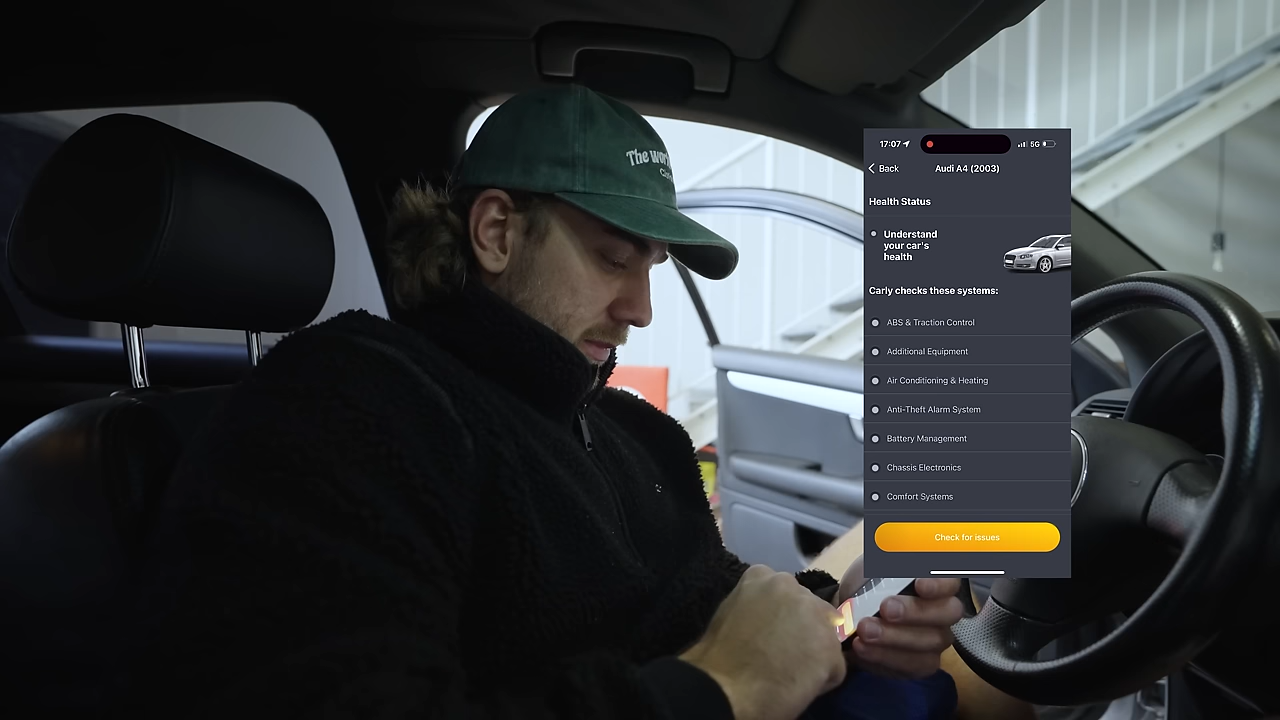 The
17:07
5G
Back
Audi A4 (2003)
Health Status
Understand
your car's
health
Carly checks these systems:
ABS & Traction Control
Additional Equipment
Air Conditioning & Heating
Anti-Theft Alarm System
Battery Management
Chassis Electronics
Comfort Systems
Check for issues